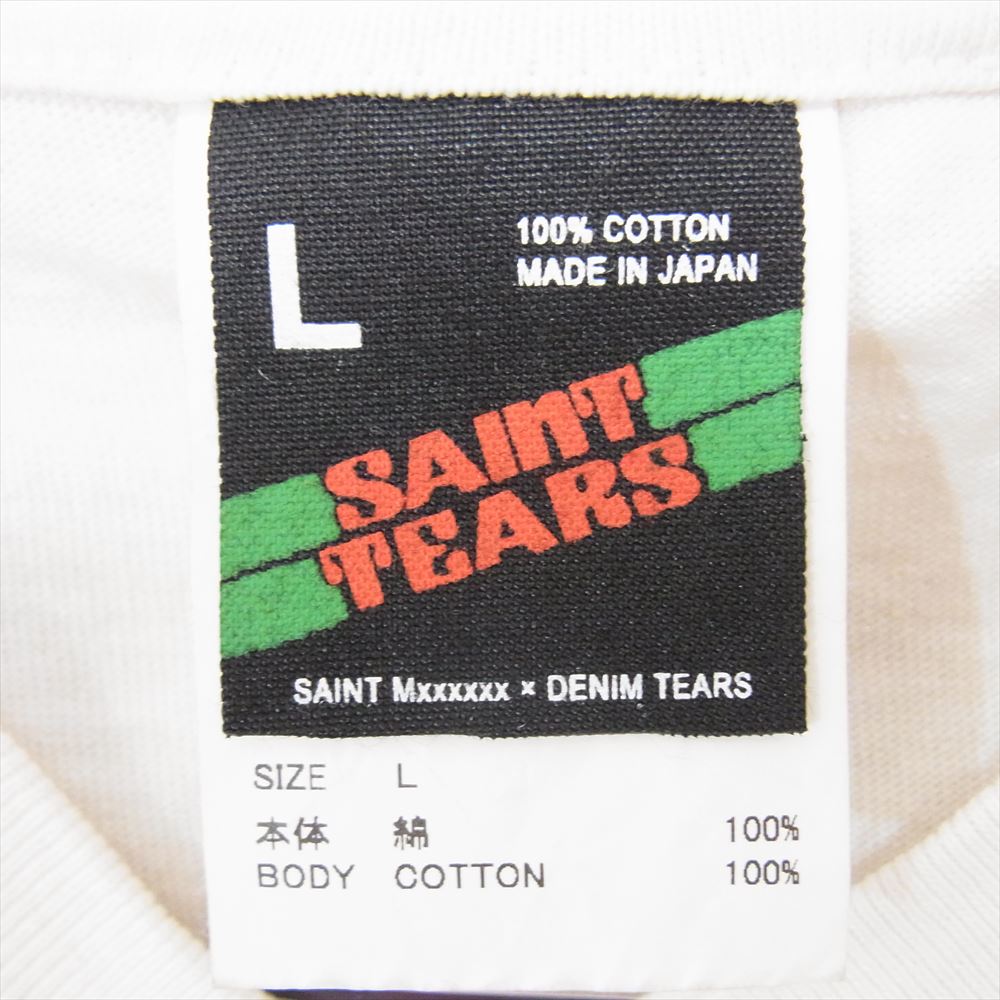 L
100% COTTON
MADE IN JAPAN
SAINT
TEARS
SAINT Mxxxxxx × DENIM TEARS
SIZE L
本体 綿 100%
BODY COTTON 100%